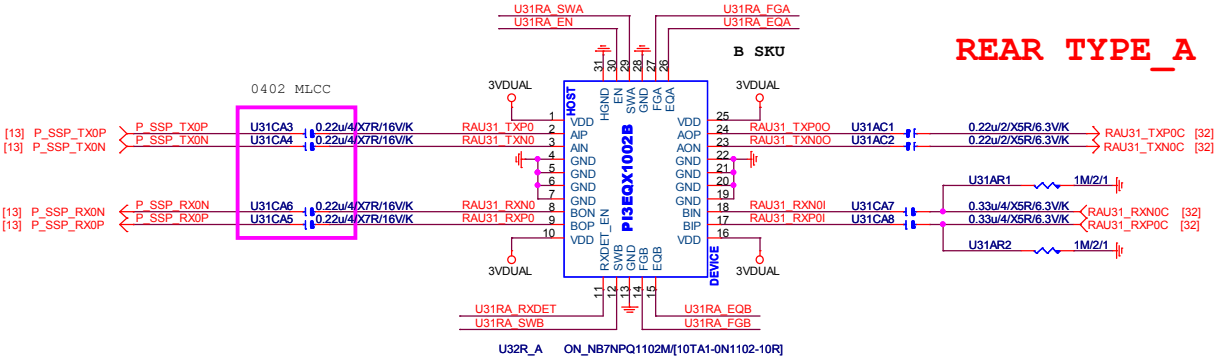 U31RA_SWA
U31RA_EN
U31RA_FGA
U31RA_EQA
B SKU
REAR TYPE_A
0402 MLCC
3VDUAL
3VDUAL
31 30 29 28 27 26
HGND EN SWA GND FGA EQA
HOST
PI3EQX1002B
DEVICE
1 VDD
VDD 25
[13] P_SSP_TX0P P_SSP_TX0P U31CA3 0.22u/4/X7R/16V/K RAU31_TXP0 2 AIP
AOP 24 RAU31_TXP0O U31AC1 0.22u/2/X5R/6.3V/K RAU31_TXP0C [32]
[13] P_SSP_TX0N P_SSP_TX0N U31CA4 0.22u/4/X7R/16V/K RAU31_TXN0 3 AIN
AON 23 RAU31_TXN0O U31AC2 0.22u/2/X5R/6.3V/K RAU31_TXN0C [32]
4 GND
GND 22
5 GND
GND 21
6 GND
GND 20
7 GND
GND 19
U31AR1 1M/2/1
[13] P_SSP_RX0N P_SSP_RX0N U31CA6 0.22u/4/X7R/16V/K RAU31_RXN0 8 BON
BIN 18 RAU31_RXN0I U31CA7 0.33u/4/X5R/6.3V/K RAU31_RXN0C [32]
[13] P_SSP_RX0P P_SSP_RX0P U31CA5 0.22u/4/X7R/16V/K RAU31_RXP0 9 BOP
BIP 17 RAU31_RXP0I U31CA8 0.33u/4/X5R/6.3V/K RAU31_RXP0C [32]
10 VDD
VDD 16
U31AR2 1M/2/1
3VDUAL
3VDUAL
RXDET_EN SWB GND FGB EQB
11 12 13 14 15
U31RA_RXDET
U31RA_SWB
U31RA_EQB
U31RA_FGB
U32R_A ON_NB7NPQ1102M/[10TA1-0N1102-10R]